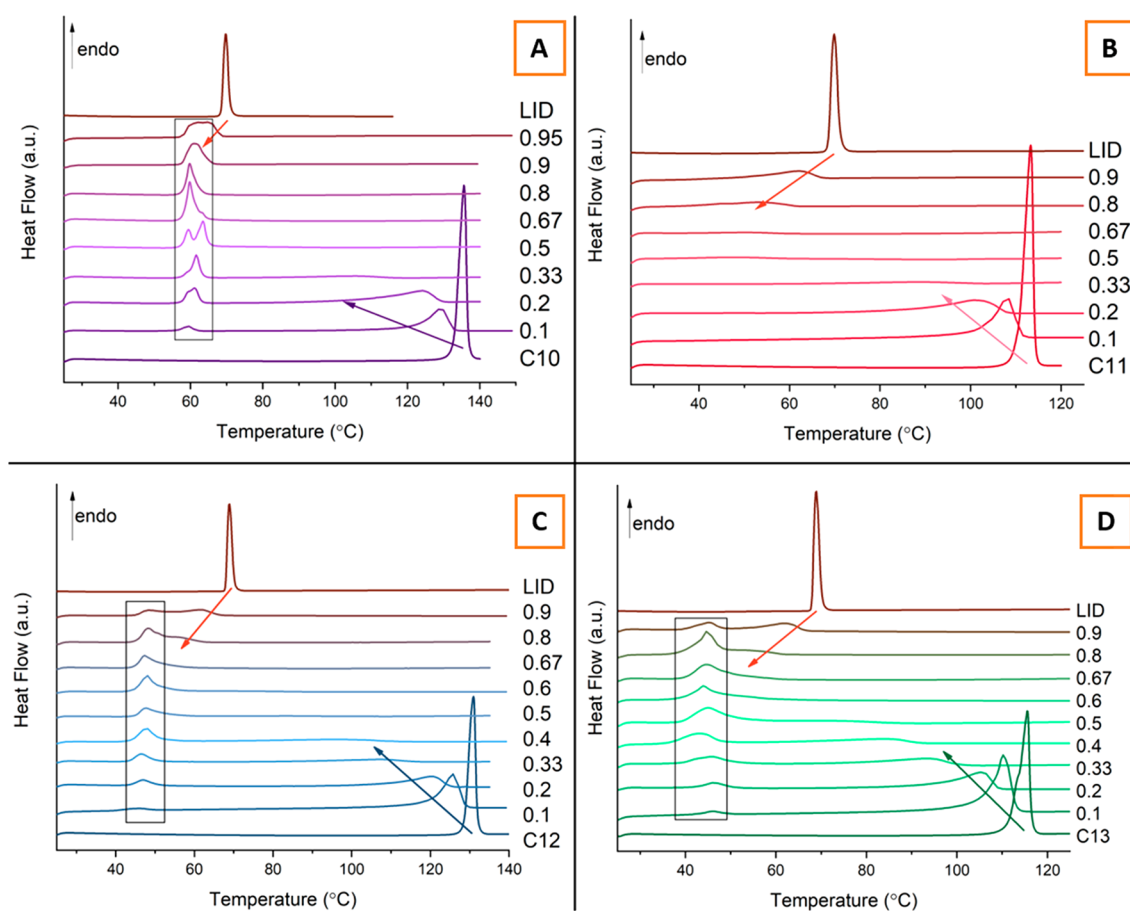 A
endo
LID
0.95
0.9
0.8
0.67
0.5
0.33
0.2
0.1
C10
Heat Flow (a.u.)
40 60 80 100 120 140
Temperature (°C)
B
endo
LID
0.9
0.8
0.67
0.5
0.33
0.2
0.1
C11
Heat Flow (a.u.)
40 60 80 100 120
Temperature (°C)
C
endo
LID
0.9
0.8
0.67
0.6
0.5
0.4
0.33
0.2
0.1
C12
Heat Flow (a.u.)
40 60 80 100 120 140
Temperature (°C)
D
endo
LID
0.9
0.8
0.67
0.6
0.5
0.4
0.33
0.2
0.1
C13
Heat Flow (a.u.)
40 60 80 100 120
Temperature (°C)